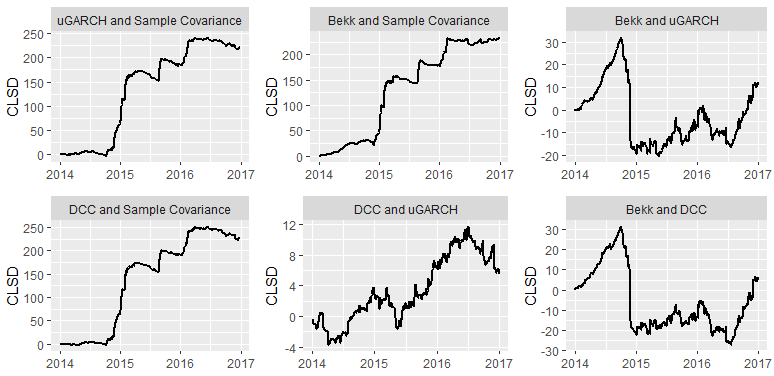 uGARCH and Sample Covariance
CLSD
250
200
150
100
50
0
2014 2015 2016 2017
Bekk and Sample Covariance
CLSD
200
150
100
50
0
2014 2015 2016 2017
Bekk and uGARCH
CLSD
30
20
10
0
-10
-20
2014 2015 2016 2017
DCC and Sample Covariance
CLSD
250
200
150
100
50
0
2014 2015 2016 2017
DCC and uGARCH
CLSD
12
8
4
0
-4
2014 2015 2016 2017
Bekk and DCC
CLSD
30
20
10
0
-10
-20
-30
2014 2015 2016 2017